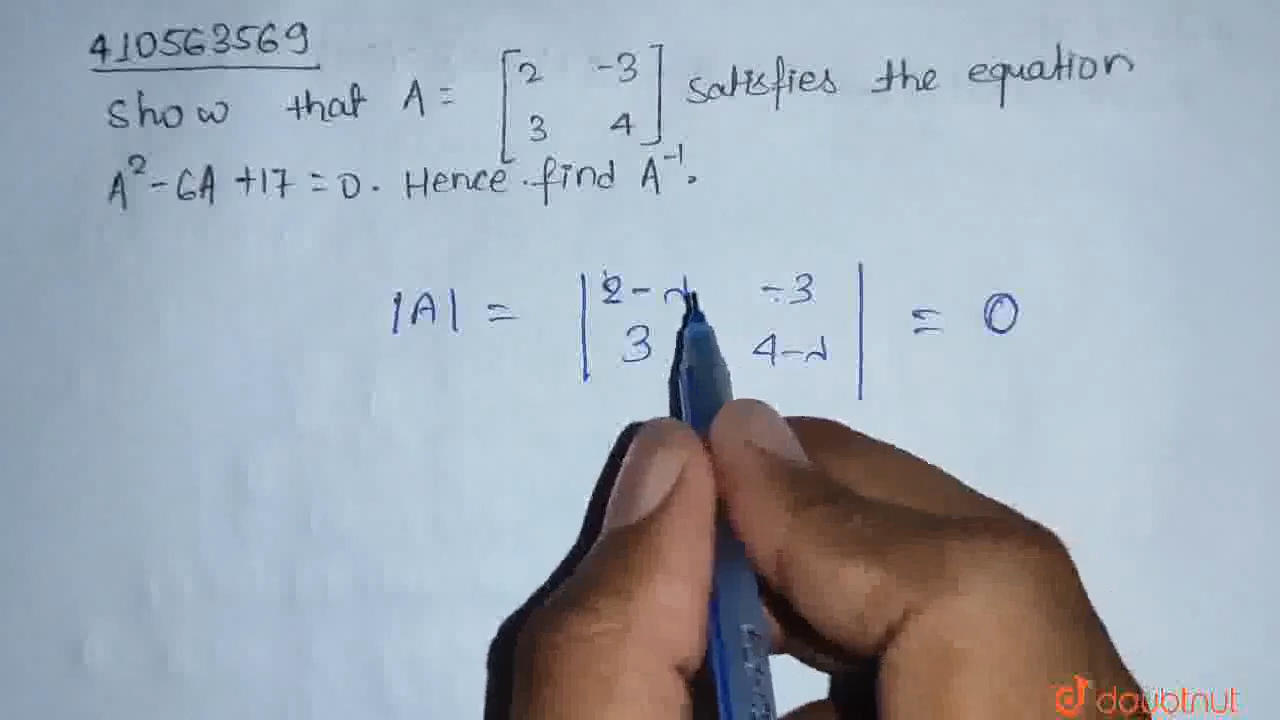 410563569
Show that A = [2 -3] satisfies the equation
[3 4]
A²-6A +17 = 0. Hence find A⁻¹.
|A| = |2-λ -3| = 0
|3 4-λ|
doubtnut